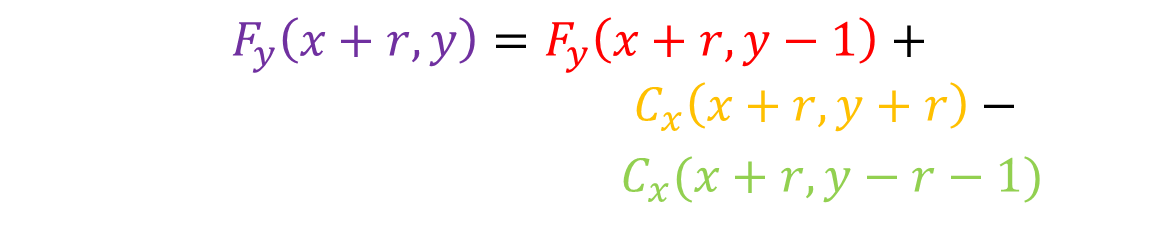 F_y(x + r, y) = F_y(x + r, y − 1) +
C_x(x + r, y + r) −
C_x(x + r, y − r − 1)